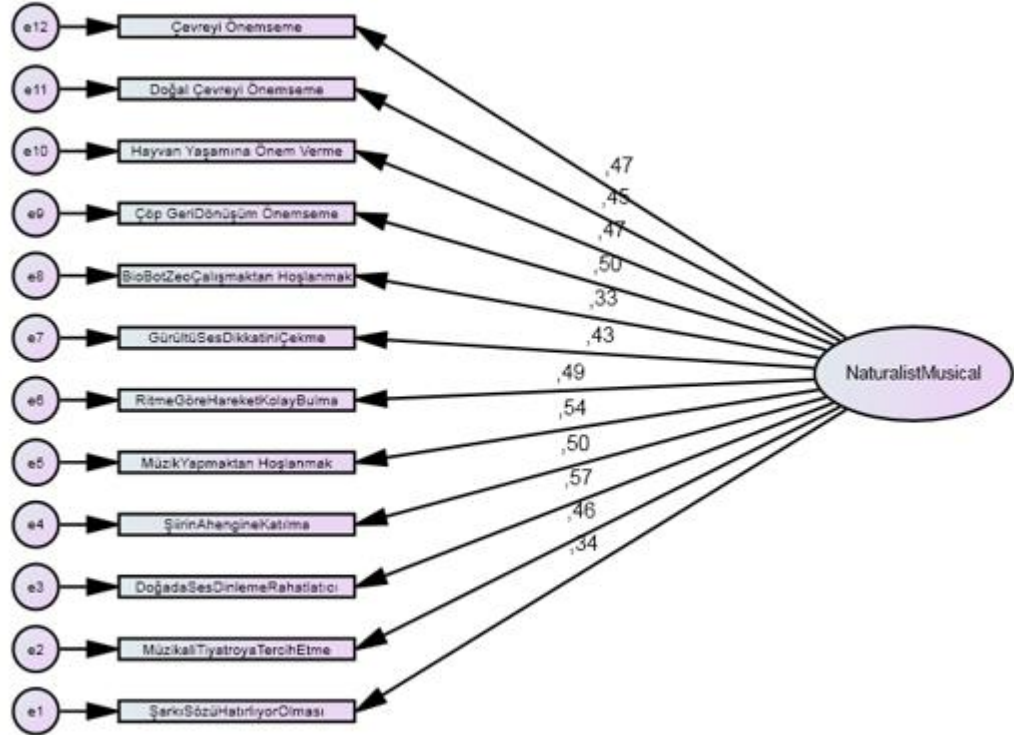 e12 Çevreyi Önemseme
e11 Doğal Çevreyi Önemseme
e10 Hayvan Yaşamına Önem Verme
,47
e9 Çöp GeriDönüşüm Önemseme
,45
,47
e8 BioBotZeoÇalışmaktan Hoşlanmak
,50
,33
e7 GürültüSesDikkatiniÇekme
,43
NaturalistMusical
,49
e6 RitmeGöreHareketKolayBulma
,54
,50
e5 MüzikYapmaktan Hoşlanmak
,57
,46
e4 ŞiirinAhengineKatılma
,34
e3 DoğadaSesDinlemeRahatlatıcı
e2 MüzikaliTiyatroyaTercihEtme
e1 ŞarkıSözüHatırlıyorOlması